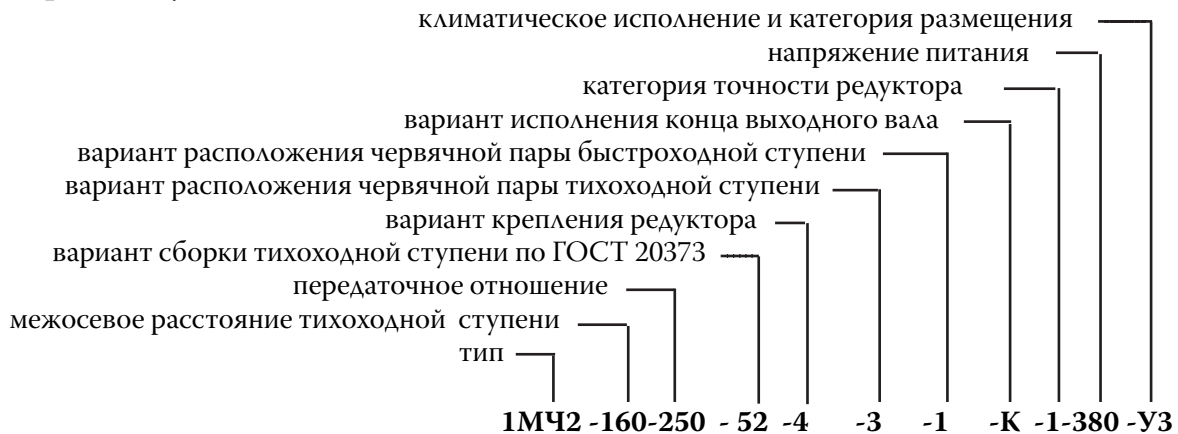 климатическое исполнение и категория размещения
напряжение питания
категория точности редуктора
вариант исполнения конца выходного вала
вариант расположения червячной пары быстроходной ступени
вариант расположения червячной пары тихоходной ступени
вариант крепления редуктора
вариант сборки тихоходной ступени по ГОСТ 20373
передаточное отношение
межосевое расстояние тихоходной ступени
тип
1МЧ2 -160-250 - 52 -4 -3 -1 -К -1-380 -У3